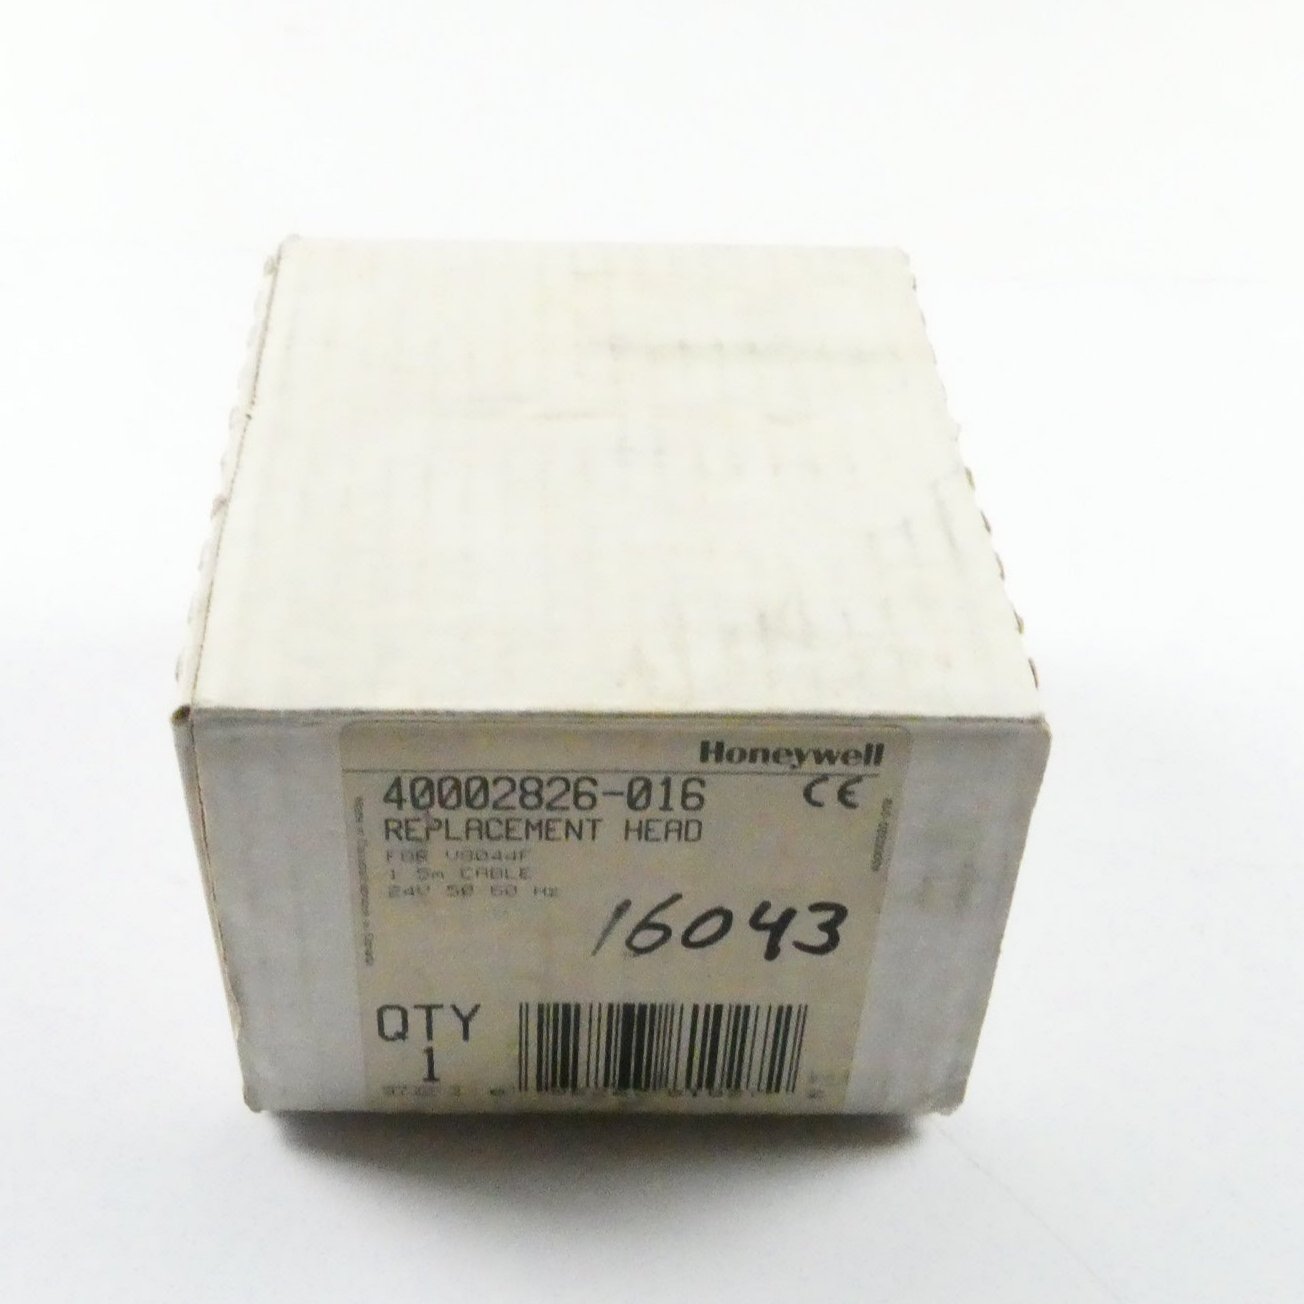 Honeywell
40002826-016 CE
REPLACEMENT HEAD
FOR V8044F
1 5m CABLE
24V 50 60 Hz
16043
QTY
1